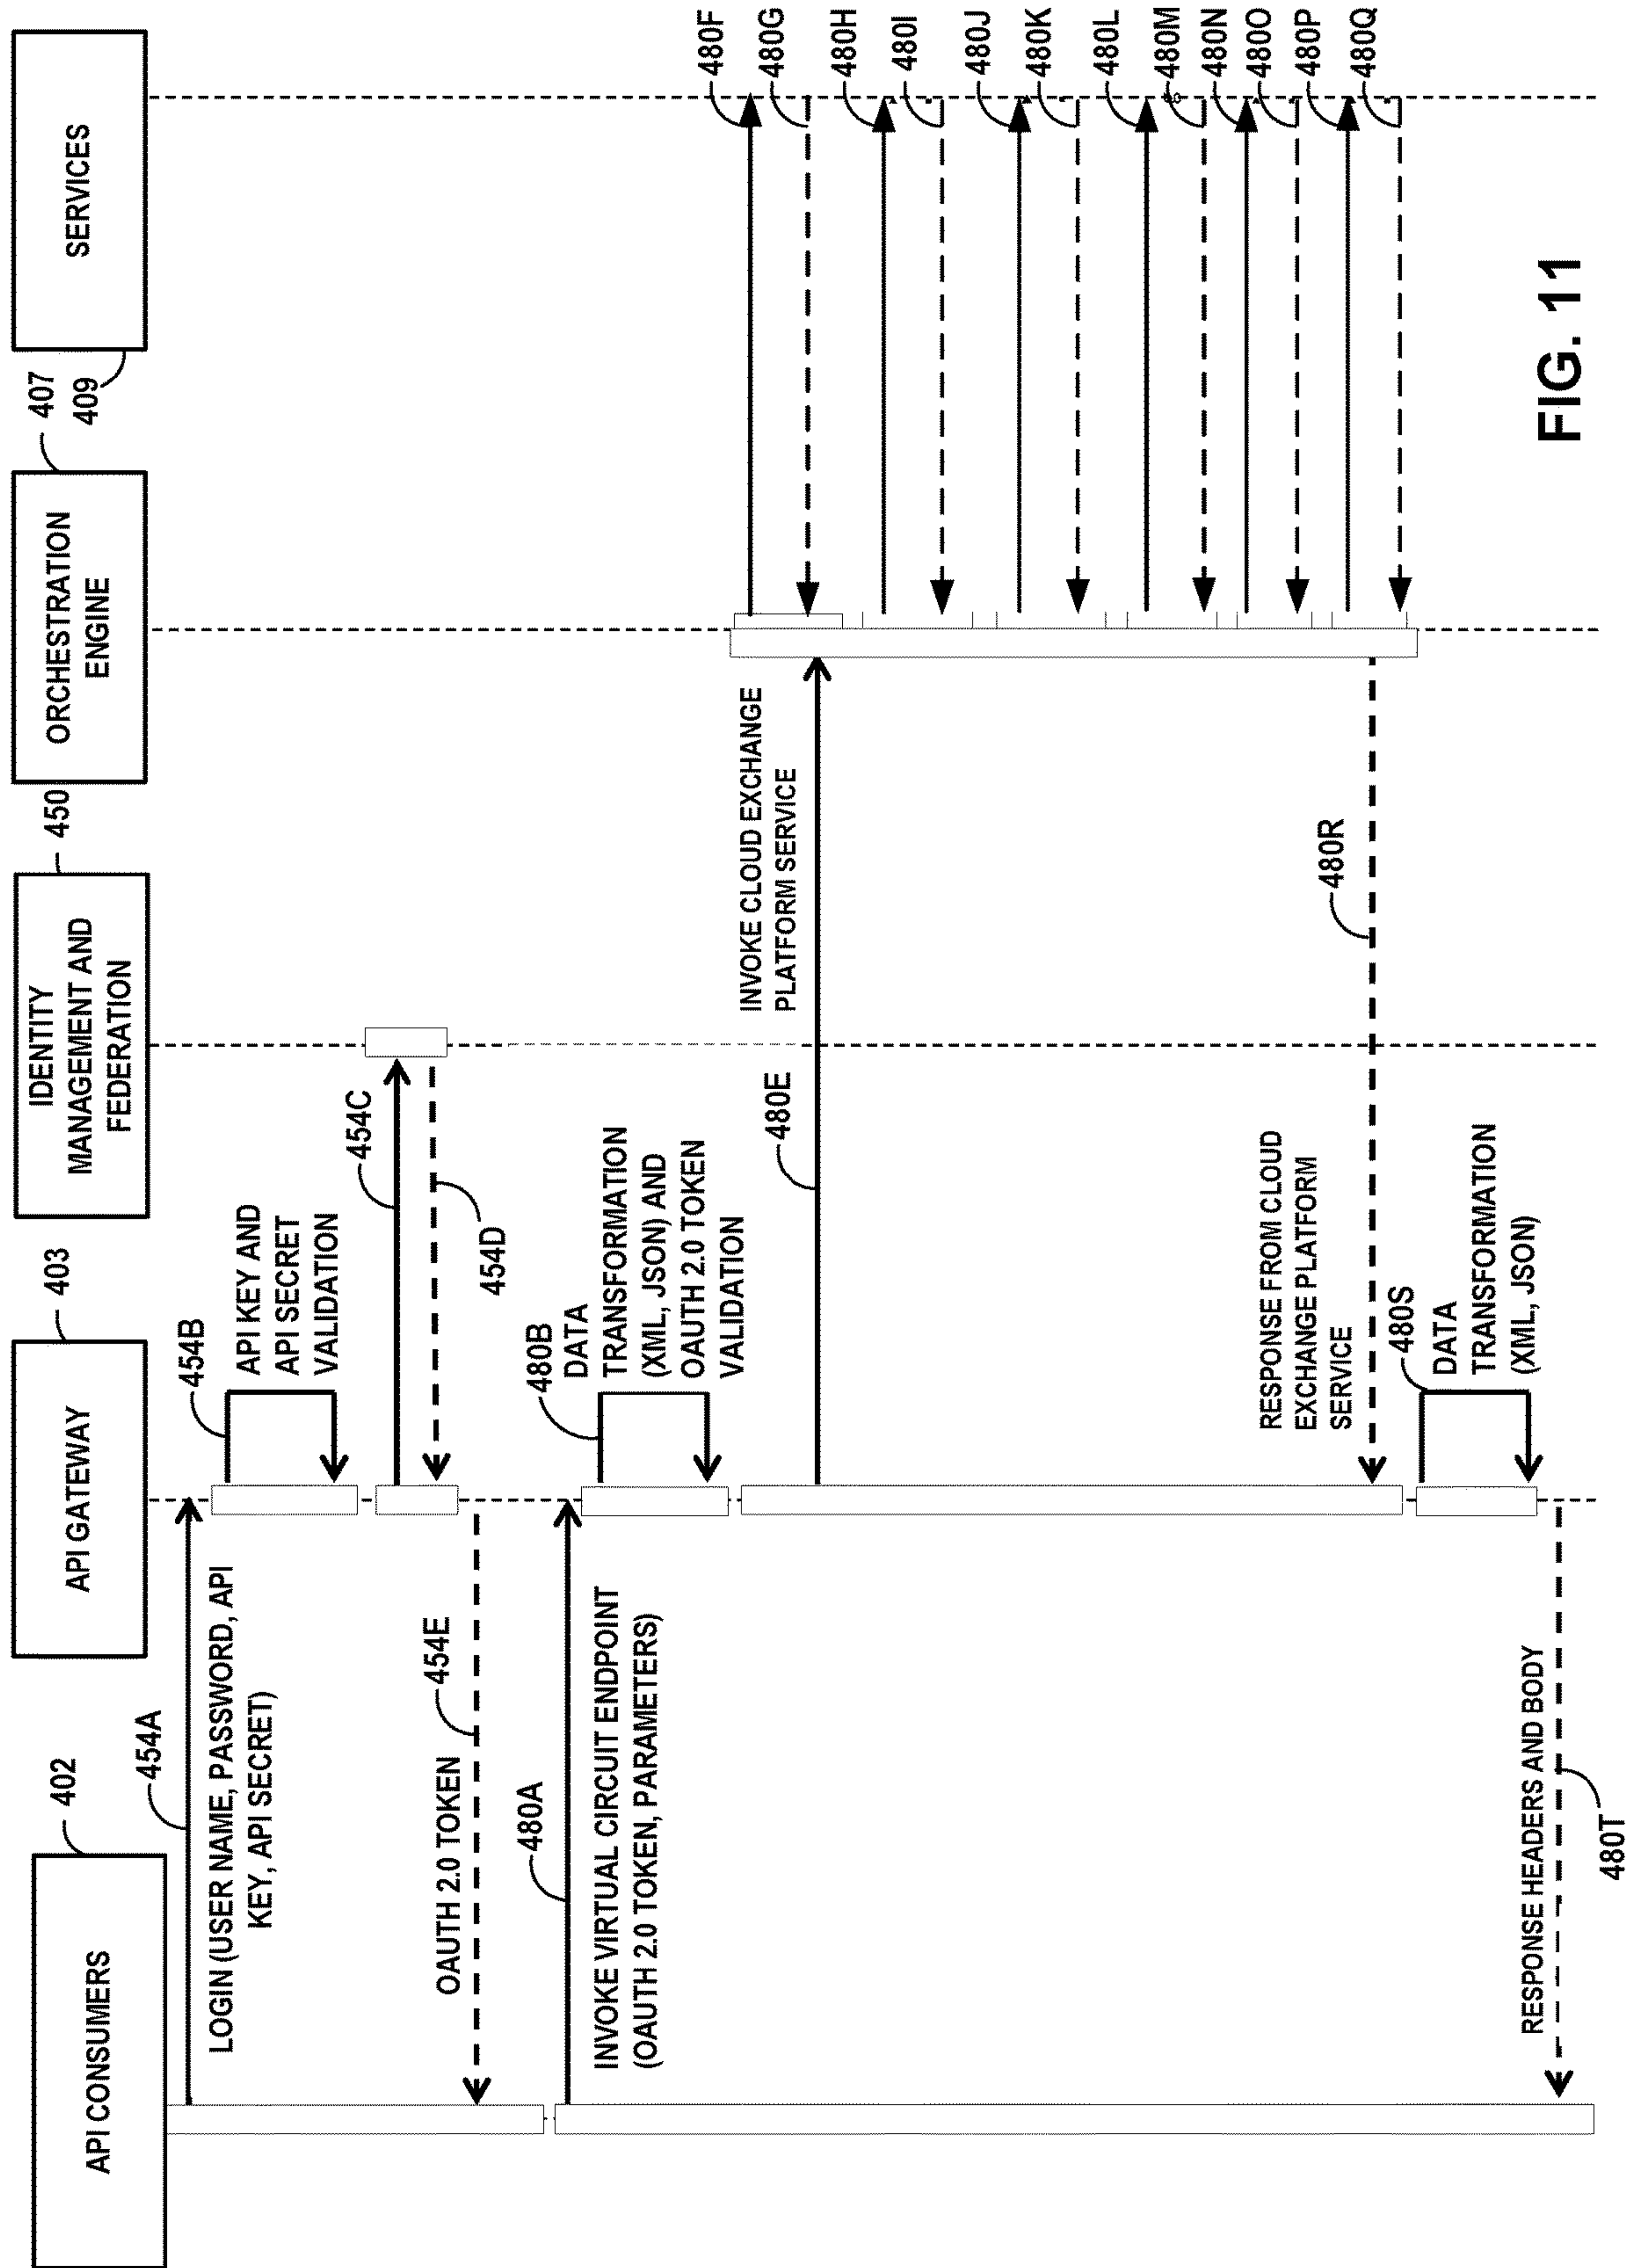 API CONSUMERS
402
API GATEWAY
403
IDENTITY
MANAGEMENT AND
FEDERATION
450
ORCHESTRATION
ENGINE
407
SERVICES
409
454A
LOGIN (USER NAME, PASSWORD, API
KEY, API SECRET)
454B
API KEY AND
API SECRET
VALIDATION
454C
454D
454E
OAUTH 2.0 TOKEN
480A
INVOKE VIRTUAL CIRCUIT ENDPOINT
(OAUTH 2.0 TOKEN, PARAMETERS)
480B
DATA
TRANSFORMATION
(XML, JSON) AND
OAUTH 2.0 TOKEN
VALIDATION
480E
INVOKE CLOUD EXCHANGE
PLATFORM SERVICE
480F
480G
480H
480I
480J
480K
480L
480M
480N
480O
480P
480Q
480R
RESPONSE FROM CLOUD
EXCHANGE PLATFORM
SERVICE
480S
DATA
TRANSFORMATION
(XML, JSON)
RESPONSE HEADERS AND BODY
480T
FIG. 11